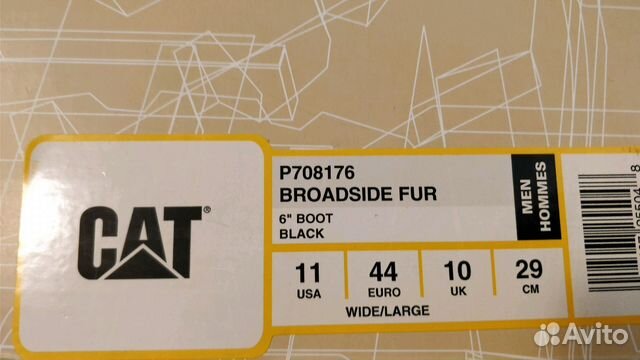 CAT®
P708176
BROADSIDE FUR
6" BOOT
BLACK
MEN
HOMMES
11 44 10 29
USA EURO UK CM
WIDE/LARGE
Avito